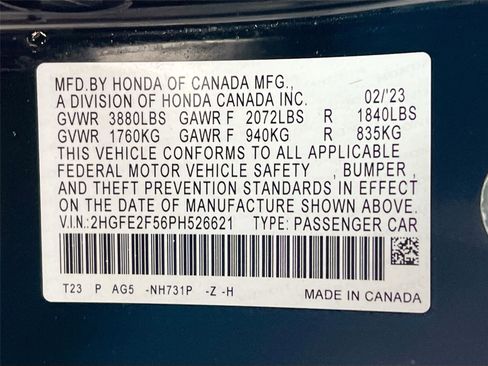 MFD.BY HONDA OF CANADA MFG.,
A DIVISION OF HONDA CANADA INC. 02/'23
GVWR 3880LBS GAWR F 2072LBS R 1840LBS
GVWR 1760KG GAWR F 940KG R 835KG
THIS VEHICLE CONFORMS TO ALL APPLICABLE
FEDERAL MOTOR VEHICLE SAFETY , BUMPER ,
AND THEFT PREVENTION STANDARDS IN EFFECT
ON THE DATE OF MANUFACTURE SHOWN ABOVE.
V.I.N.: 2HGFE2F56PH526621 TYPE: PASSENGER CAR
T23 P AG5 -NH731P -Z -H MADE IN CANADA